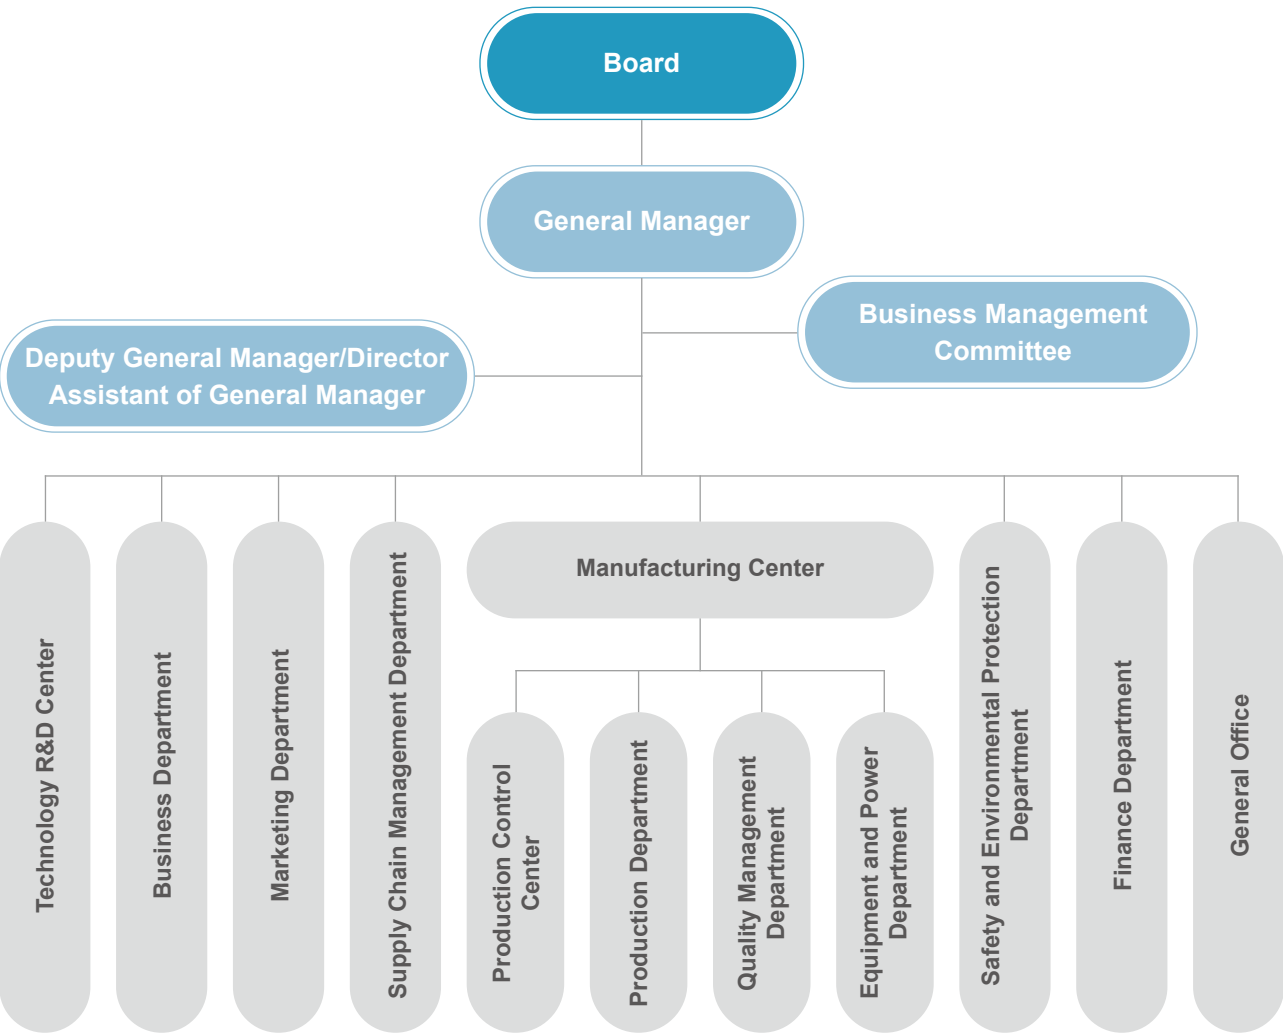 Board
General Manager
Business Management
Committee
Deputy General Manager/Director
Assistant of General Manager
Technology R&D Center
Business Department
Marketing Department
Supply Chain Management Department
Manufacturing Center
Production Control
Center
Production Department
Quality Management
Department
Equipment and Power
Department
Safety and Environmental Protection
Department
Finance Department
General Office